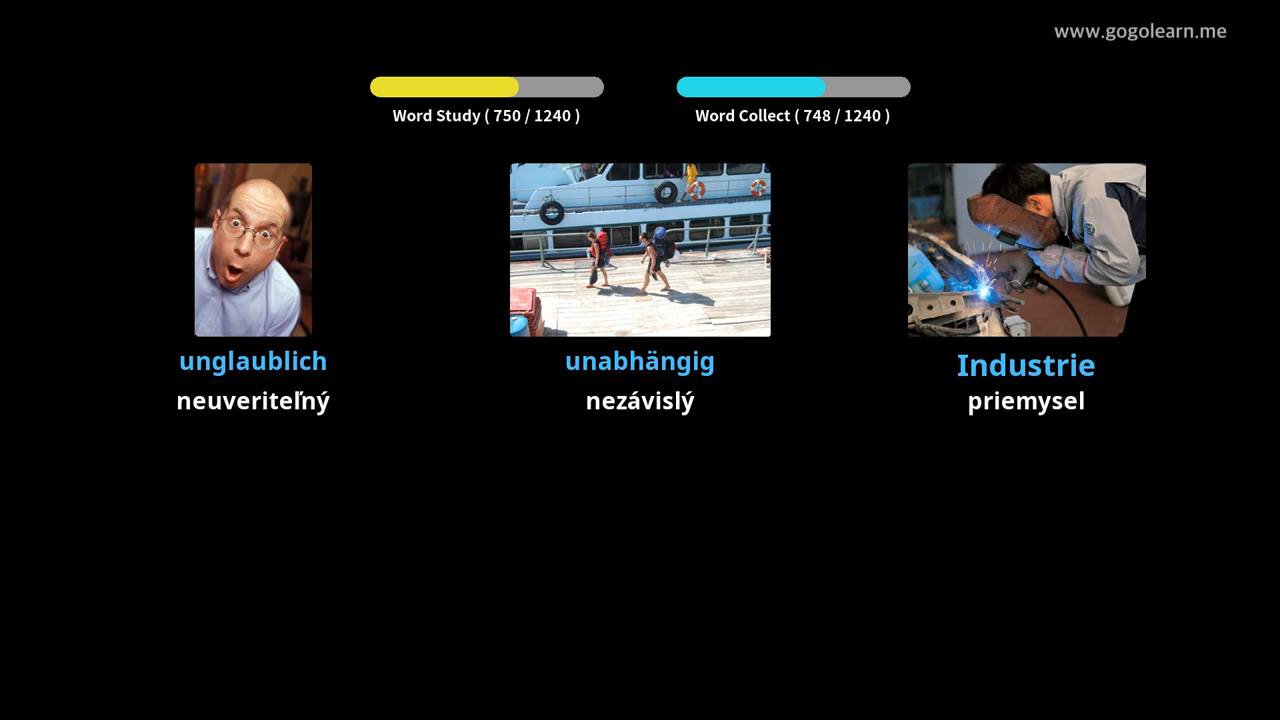 www.gogolearn.me
Word Study ( 750 / 1240 )
Word Collect ( 748 / 1240 )
unglaublich
neuveriteľný
unabhängig
nezávislý
Industrie
priemysel